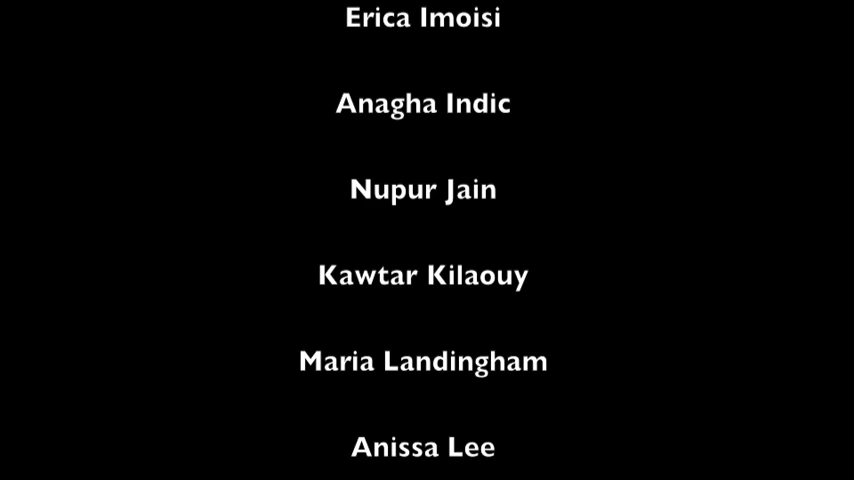 Erica Imoisi
Anagha Indic
Nupur Jain
Kawtar Kilaouy
Maria Landingham
Anissa Lee